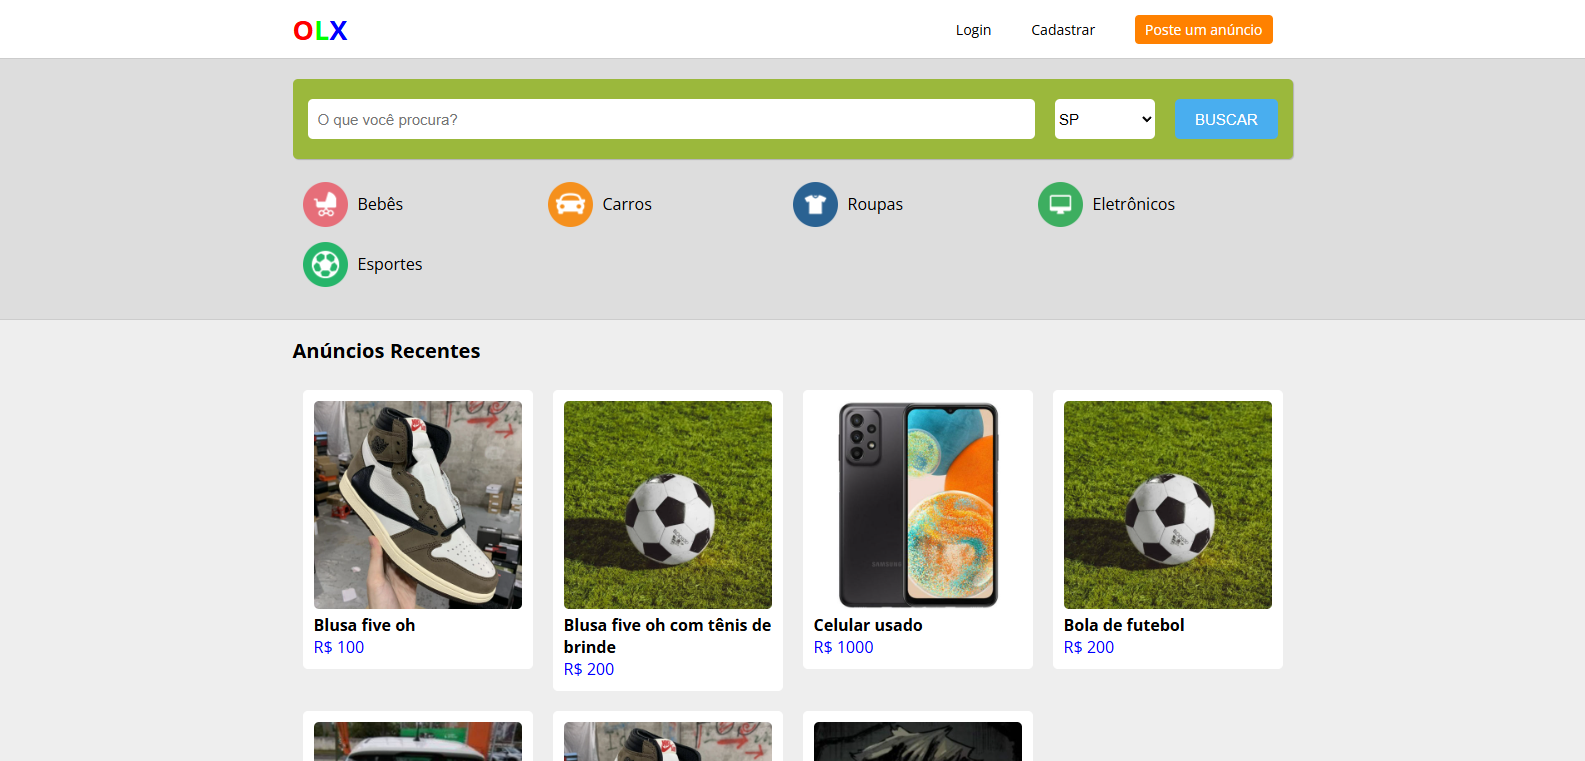 OLX
Login
Cadastrar
Poste um anúncio
O que você procura?
SP
BUSCAR
Bebês
Carros
Roupas
Eletrônicos
Esportes
Anúncios Recentes
Blusa five oh
R$ 100
Blusa five oh com tênis de
brinde
R$ 200
SAMSUNG
Celular usado
R$ 1000
Bola de futebol
R$ 200